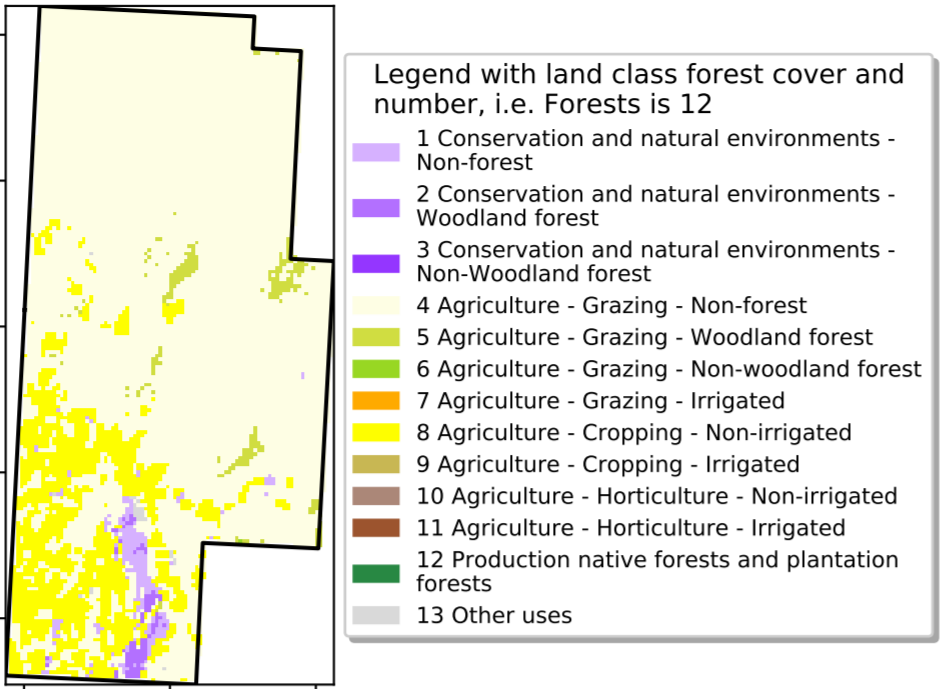 Legend with land class forest cover and
number, i.e. Forests is 12
1 Conservation and natural environments -
Non-forest
2 Conservation and natural environments -
Woodland forest
3 Conservation and natural environments -
Non-Woodland forest
4 Agriculture - Grazing - Non-forest
5 Agriculture - Grazing - Woodland forest
6 Agriculture - Grazing - Non-woodland forest
7 Agriculture - Grazing - Irrigated
8 Agriculture - Cropping - Non-irrigated
9 Agriculture - Cropping - Irrigated
10 Agriculture - Horticulture - Non-irrigated
11 Agriculture - Horticulture - Irrigated
12 Production native forests and plantation
forests
13 Other uses